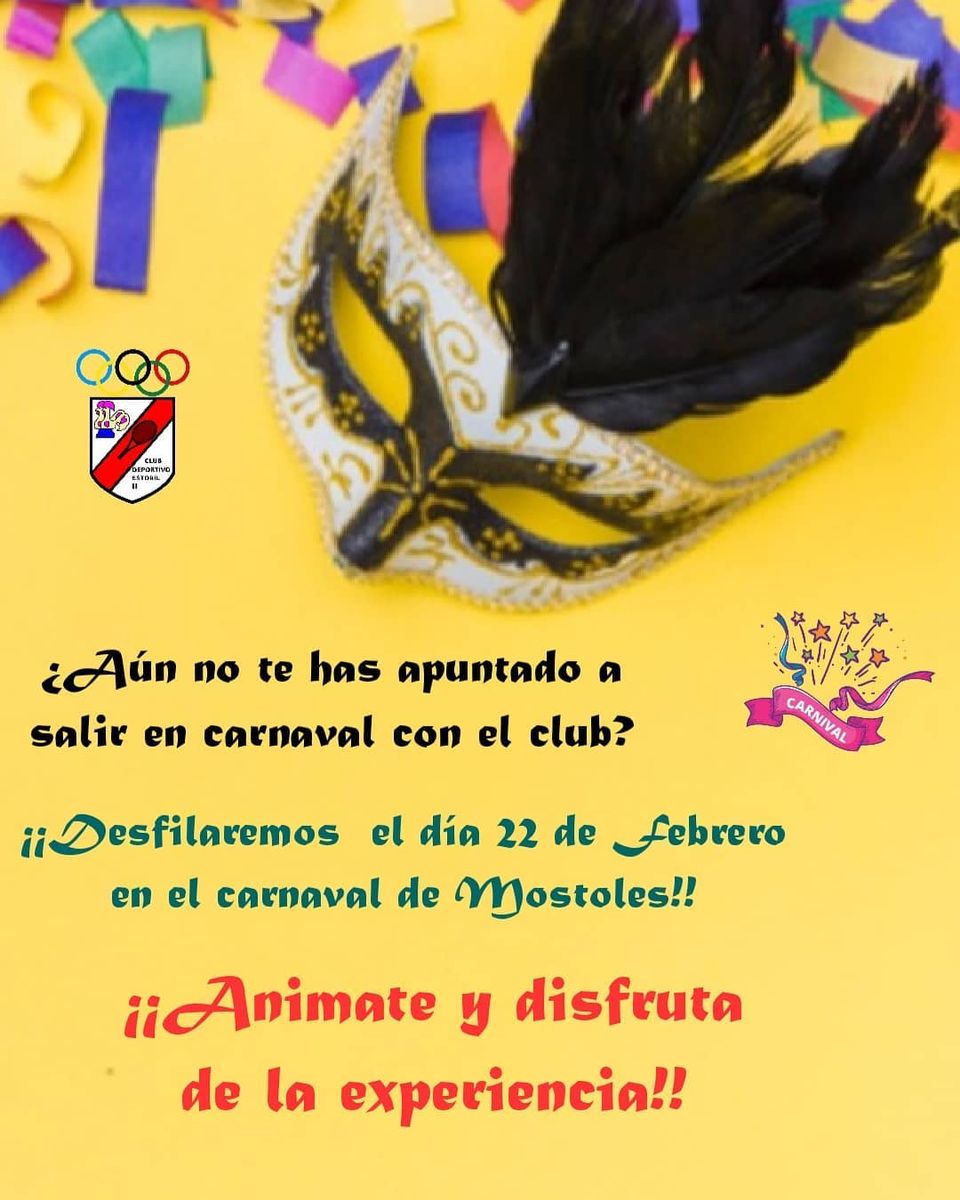 CLUB
DEPORTIVO
ESTORIL
II
¿Aún no te has apuntado a
salir en carnaval con el club?
CARNIVAL
¡¡Desfilaremos el día 22 de Febrero
en el carnaval de Mostoles!!
¡¡Animate y disfruta
de la experiencia!!